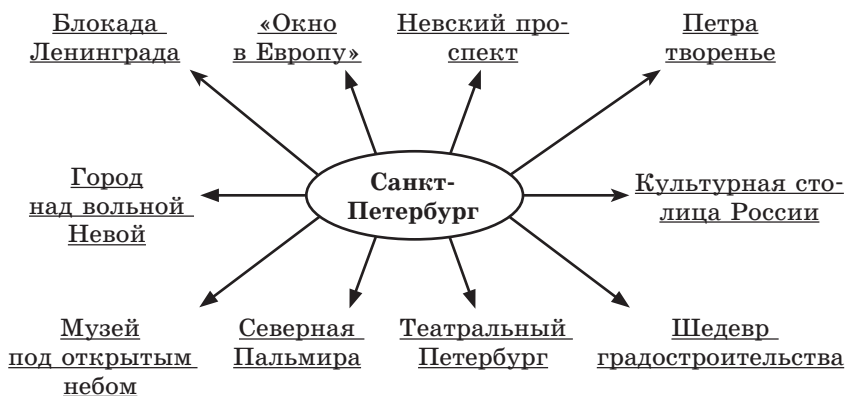 Блокада
Ленинграда
«Окно
в Европу»
Невский про-
спект
Петра
творенье
Город
над вольной
Невой
Санкт-
Петербург
Культурная сто-
лица России
Музей
под открытым
небом
Северная
Пальмира
Театральный
Петербург
Шедевр
градостроительства